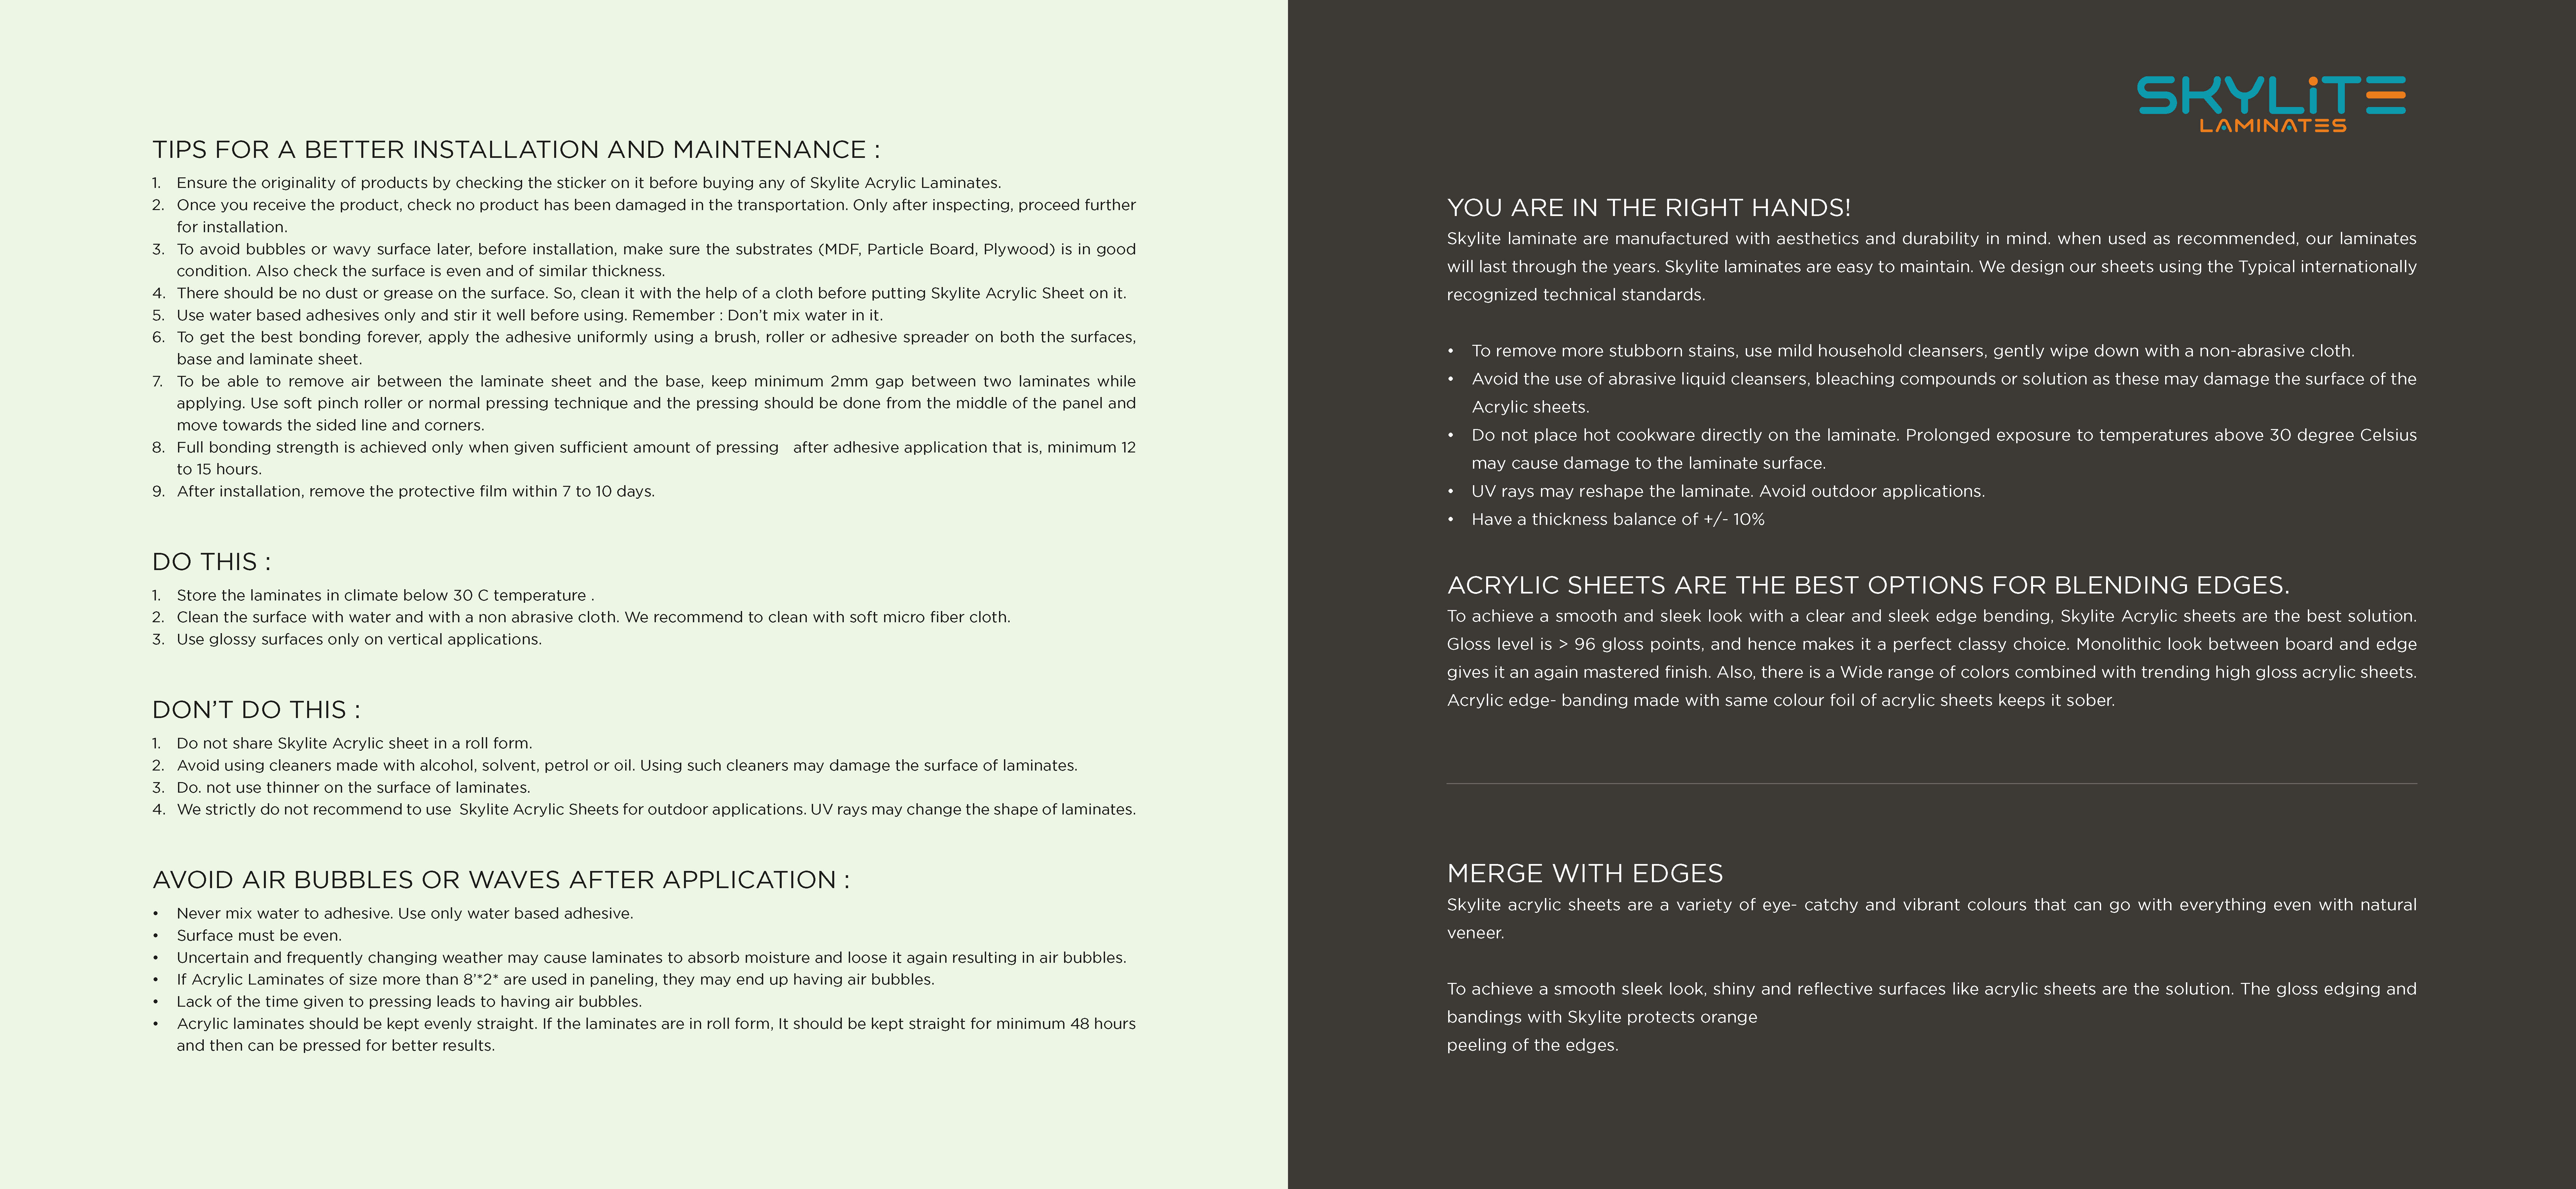 TIPS FOR A BETTER INSTALLATION AND MAINTENANCE :
1. Ensure the originality of products by checking the sticker on it before buying any of Skylite Acrylic Laminates.
2. Once you receive the product, check no product has been damaged in the transportation. Only after inspecting, proceed further
for installation.
3. To avoid bubbles or wavy surface later, before installation, make sure the substrates (MDF, Particle Board, Plywood) is in good
condition. Also check the surface is even and of similar thickness.
4. There should be no dust or grease on the surface. So, clean it with the help of a cloth before putting Skylite Acrylic Sheet on it.
5. Use water based adhesives only and stir it well before using. Remember : Don't mix water in it.
6. To get the best bonding forever, apply the adhesive uniformly using a brush, roller or adhesive spreader on both the surfaces,
base and laminate sheet.
7. To be able to remove air between the laminate sheet and the base, keep minimum 2mm gap between two laminates while
applying. Use soft pinch roller or normal pressing technique and the pressing should be done from the middle of the panel and
move towards the sided line and corners.
8. Full bonding strength is achieved only when given sufficient amount of pressing after adhesive application that is, minimum 12
to 15 hours.
9. After installation, remove the protective film within 7 to 10 days.
DO THIS :
1. Store the laminates in climate below 30 C temperature .
2. Clean the surface with water and with a non abrasive cloth. We recommend to clean with soft micro fiber cloth.
3. Use glossy surfaces only on vertical applications.
DON'T DO THIS :
1. Do not share Skylite Acrylic sheet in a roll form.
2. Avoid using cleaners made with alcohol, solvent, petrol or oil. Using such cleaners may damage the surface of laminates.
3. Do. not use thinner on the surface of laminates.
4. We strictly do not recommend to use Skylite Acrylic Sheets for outdoor applications. UV rays may change the shape of laminates.
AVOID AIR BUBBLES OR WAVES AFTER APPLICATION :
• Never mix water to adhesive. Use only water based adhesive.
• Surface must be even.
• Uncertain and frequently changing weather may cause laminates to absorb moisture and loose it again resulting in air bubbles.
• If Acrylic Laminates of size more than 8'*2* are used in paneling, they may end up having air bubbles.
• Lack of the time given to pressing leads to having air bubbles.
• Acrylic laminates should be kept evenly straight. If the laminates are in roll form, It should be kept straight for minimum 48 hours
and then can be pressed for better results.
SKYLiTE
LAMINATES
YOU ARE IN THE RIGHT HANDS!
Skylite laminate are manufactured with aesthetics and durability in mind. when used as recommended, our laminates
will last through the years. Skylite laminates are easy to maintain. We design our sheets using the Typical internationally
recognized technical standards.
• To remove more stubborn stains, use mild household cleansers, gently wipe down with a non-abrasive cloth.
• Avoid the use of abrasive liquid cleansers, bleaching compounds or solution as these may damage the surface of the
Acrylic sheets.
• Do not place hot cookware directly on the laminate. Prolonged exposure to temperatures above 30 degree Celsius
may cause damage to the laminate surface.
• UV rays may reshape the laminate. Avoid outdoor applications.
• Have a thickness balance of +/- 10%
ACRYLIC SHEETS ARE THE BEST OPTIONS FOR BLENDING EDGES.
To achieve a smooth and sleek look with a clear and sleek edge bending, Skylite Acrylic sheets are the best solution.
Gloss level is > 96 gloss points, and hence makes it a perfect classy choice. Monolithic look between board and edge
gives it an again mastered finish. Also, there is a Wide range of colors combined with trending high gloss acrylic sheets.
Acrylic edge- banding made with same colour foil of acrylic sheets keeps it sober.
MERGE WITH EDGES
Skylite acrylic sheets are a variety of eye- catchy and vibrant colours that can go with everything even with natural
veneer.
To achieve a smooth sleek look, shiny and reflective surfaces like acrylic sheets are the solution. The gloss edging and
bandings with Skylite protects orange
peeling of the edges.